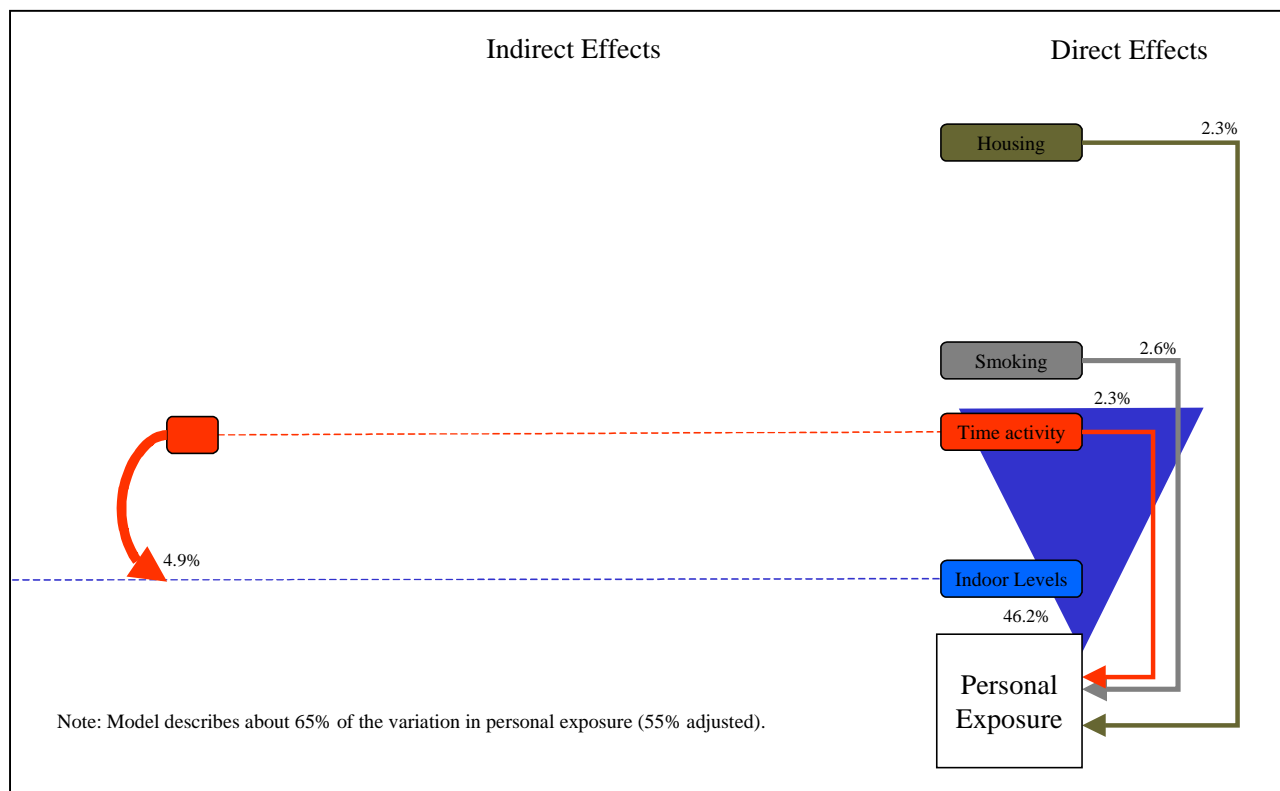 Indirect Effects
Direct Effects
2.3%
Housing
2.6%
Smoking
2.3%
Time activity
4.9%
Indoor Levels
46.2%
Personal
Exposure
Note: Model describes about 65% of the variation in personal exposure (55% adjusted).